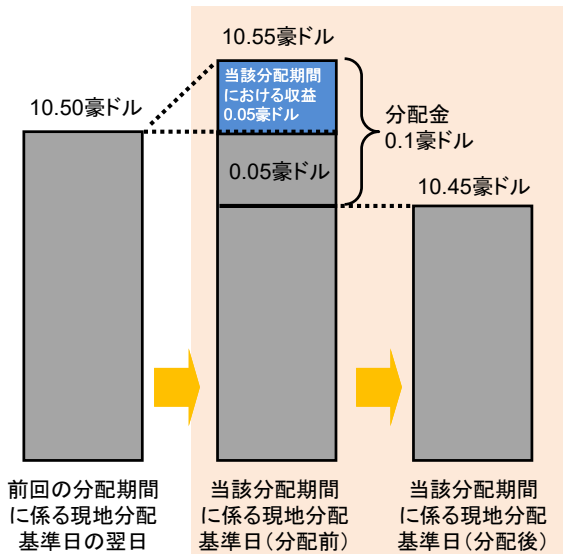 10.55豪ドル
当該分配期間
における収益
0.05豪ドル
10.50豪ドル
分配金
0.1豪ドル
0.05豪ドル
10.45豪ドル
前回の分配期間
に係る現地分配
基準日の翌日
当該分配期間
に係る現地分配
基準日(分配前)
当該分配期間
に係る現地分配
基準日(分配後)